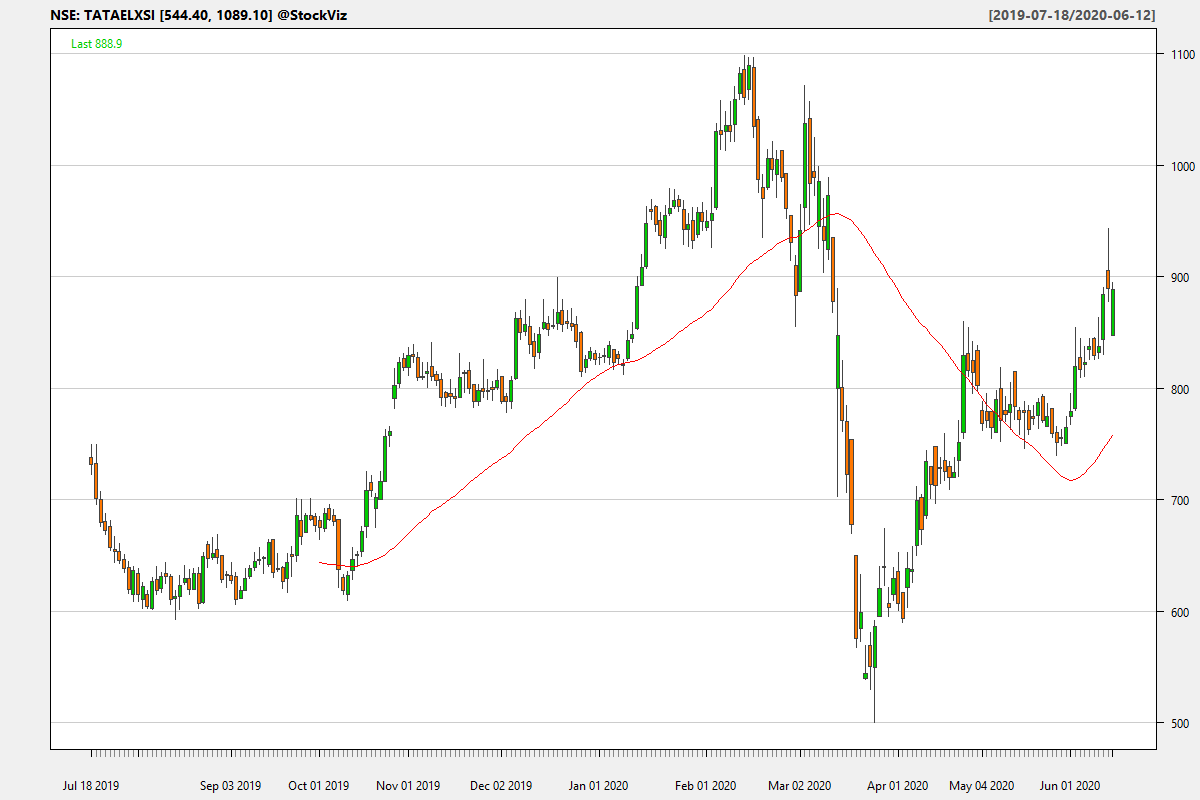 NSE: TATAELXSI [544.40, 1089.10] @StockViz
[2019-07-18/2020-06-12]
Last 888.9
1100
1000
900
800
700
600
500
Jul 18 2019 Sep 03 2019 Oct 01 2019 Nov 01 2019 Dec 02 2019 Jan 01 2020 Feb 01 2020 Mar 02 2020 Apr 01 2020 May 04 2020 Jun 01 2020